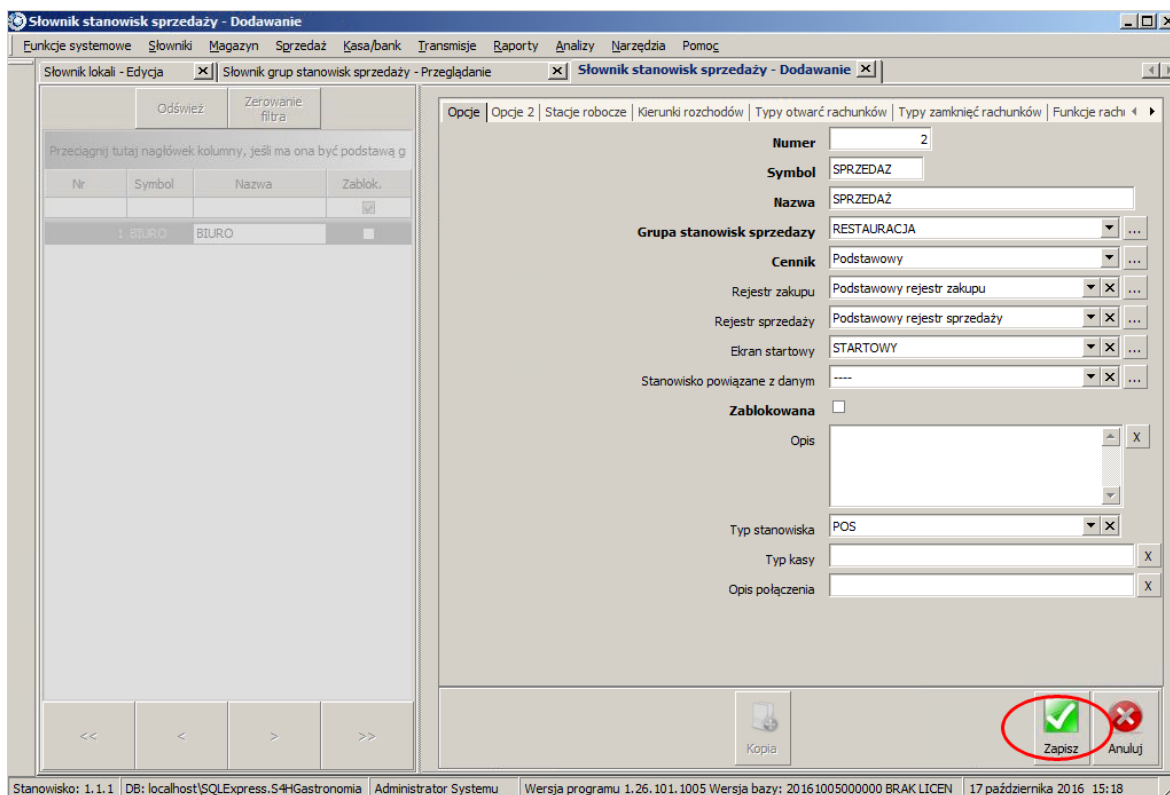 Słownik stanowisk sprzedaży - Dodawanie
Funkcje systemowe Słowniki Magazyn Sprzedaż Kasa/bank Transmisje Raporty Analizy Narzędzia Pomoc
Słownik lokali - Edycja Słownik grup stanowisk sprzedaży - Przeglądanie Słownik stanowisk sprzedaży - Dodawanie
Odśwież
Zerowanie
filtra
Przeciągnij tutaj nagłówek kolumny, jeśli ma ona być podstawą g
Nr Symbol Nazwa Zablok.
1 BIURO BIURO
<< < > >>
Opcje Opcje 2 Stacje robocze Kierunki rozchodów Typy otwarć rachunków Typy zamknięć rachunków Funkcje rach
Numer 2
Symbol SPRZEDAZ
Nazwa SPRZEDAŻ
Grupa stanowisk sprzedazy RESTAURACJA ...
Cennik Podstawowy ...
Rejestr zakupu Podstawowy rejestr zakupu ...
Rejestr sprzedaży Podstawowy rejestr sprzedaży ...
Ekran startowy STARTOWY ...
Stanowisko powiązane z danym ---- ...
Zablokowana
Opis X
Typ stanowiska POS
Typ kasy X
Opis połączenia X
Kopia Zapisz Anuluj
Stanowisko: 1.1.1 DB: localhost\SQLExpress.S4HGastronomia Administrator Systemu Wersja programu 1.26.101.1005 Wersja bazy: 20161005000000 BRAK LICEN 17 października 2016 15:18